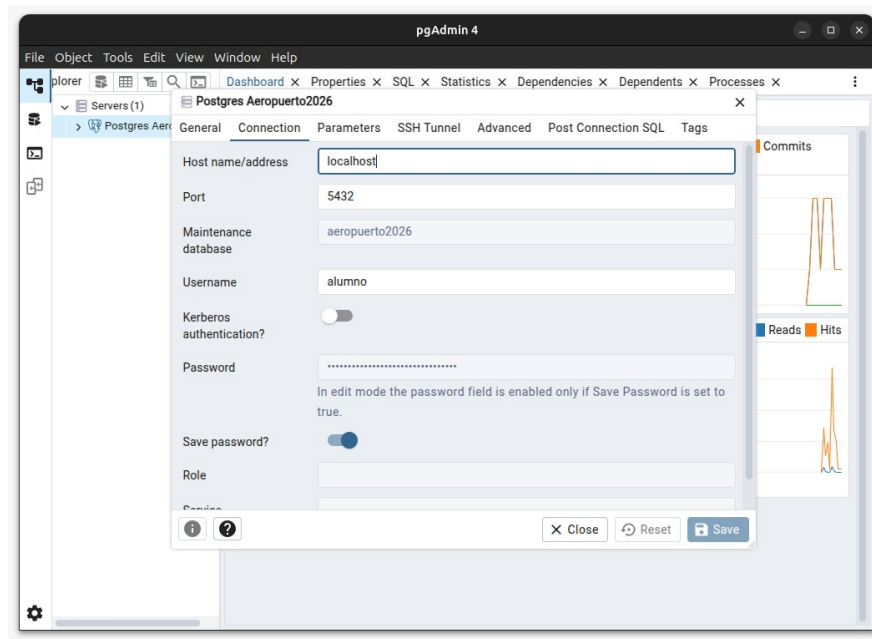 pgAdmin 4
File Object Tools Edit View Window Help
plorer Dashboard Properties SQL Statistics Dependencies Dependents Processes
Servers (1)
Postgres Aero
Postgres Aeropuerto2026
General Connection Parameters SSH Tunnel Advanced Post Connection SQL Tags
Host name/address localhost
Port 5432
Maintenance
database
aeropuerto2026
Username alumno
Kerberos
authentication?
Password ••••••••••••••••••••••••••••••••
In edit mode the password field is enabled only if Save Password is set to
true.
Save password?
Role
Close Reset Save
Commits
Reads Hits